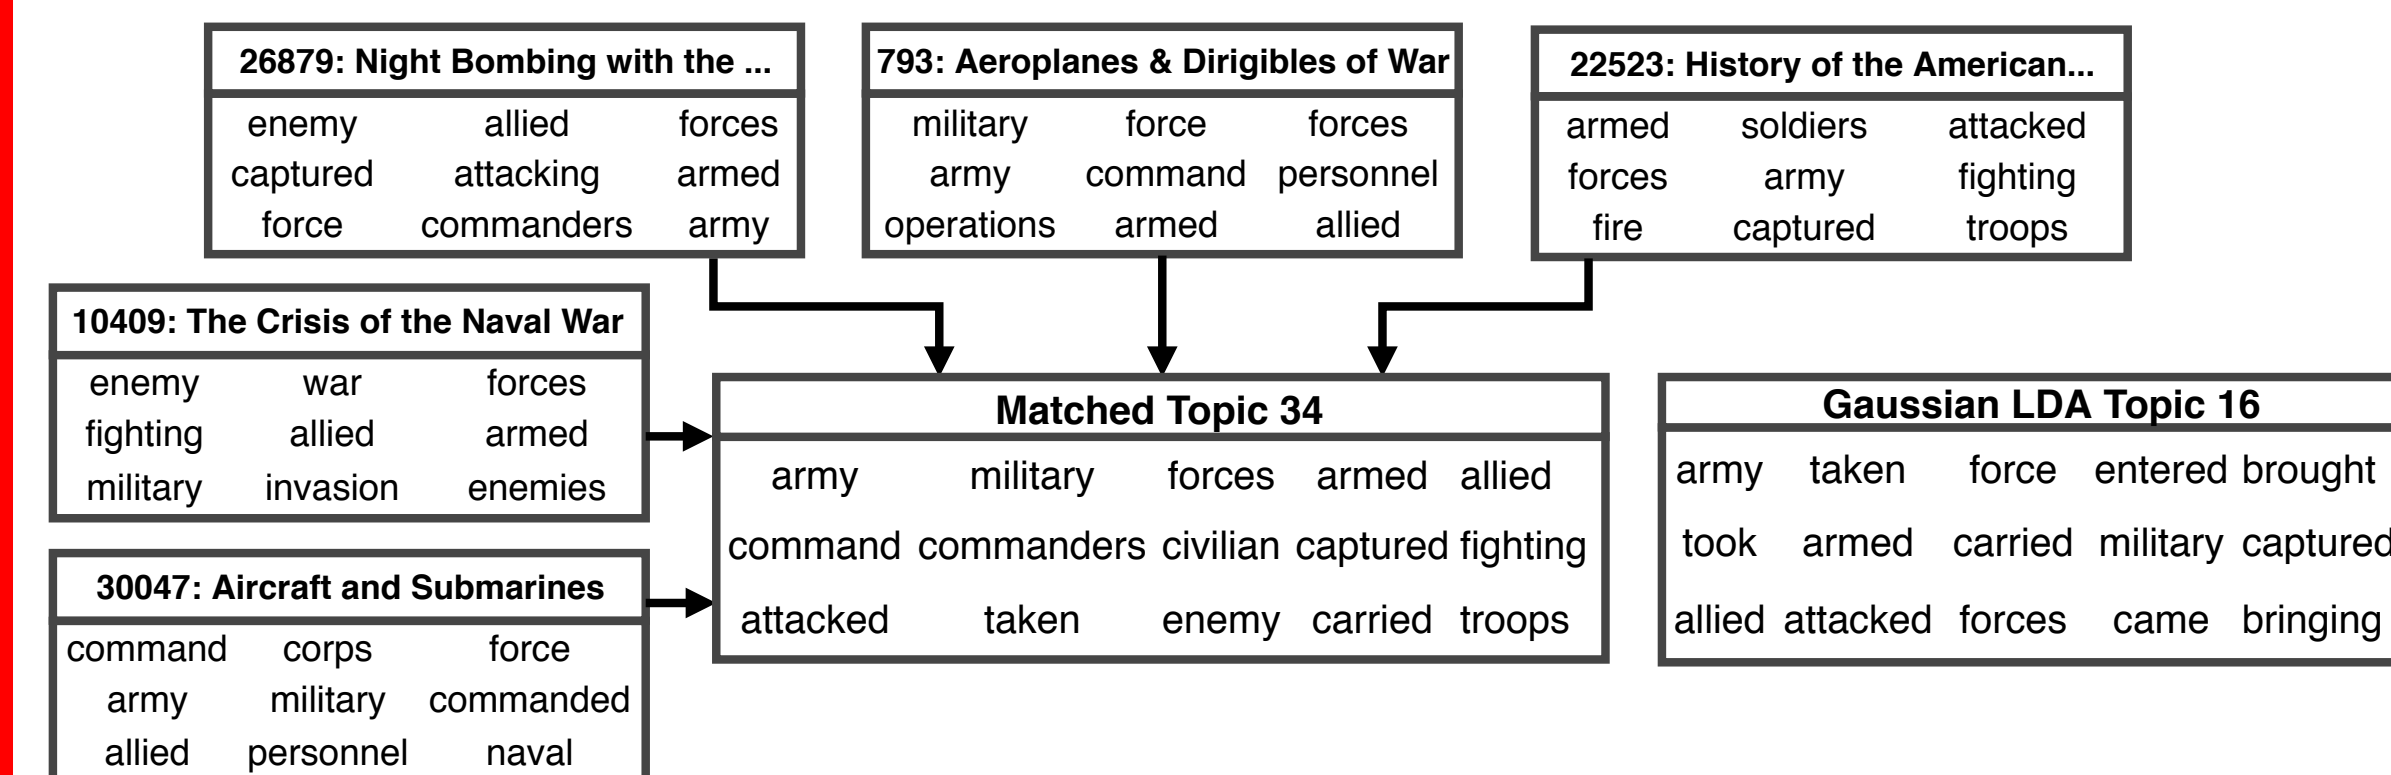 26879: Night Bombing with the ...
enemy allied forces
captured attacking armed
force commanders army
793: Aeroplanes & Dirigibles of War
military force forces
army command personnel
operations armed allied
22523: History of the American...
armed soldiers attacked
forces army fighting
fire captured troops
10409: The Crisis of the Naval War
enemy war forces
fighting allied armed
military invasion enemies
30047: Aircraft and Submarines
command corps force
army military commanded
allied personnel naval
Matched Topic 34
army military forces armed allied
command commanders civilian captured fighting
attacked taken enemy carried troops
Gaussian LDA Topic 16
army taken force entered brought
took armed carried military captured
allied attacked forces came bringing